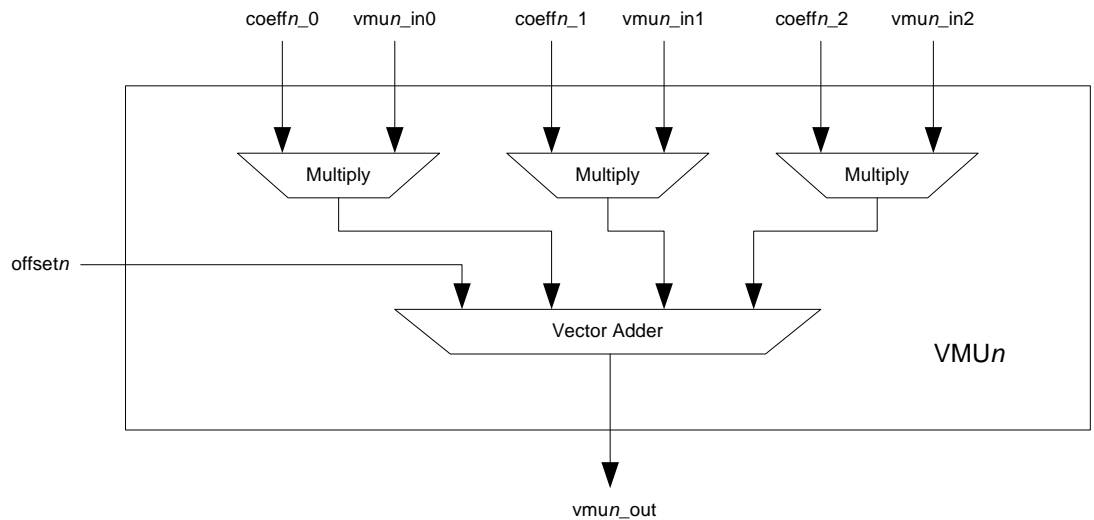 coeffn_0 vmun_in0 coeffn_1 vmun_in1 coeffn_2 vmun_in2
Multiply Multiply Multiply
offsetn
Vector Adder
VMUn
vmun_out